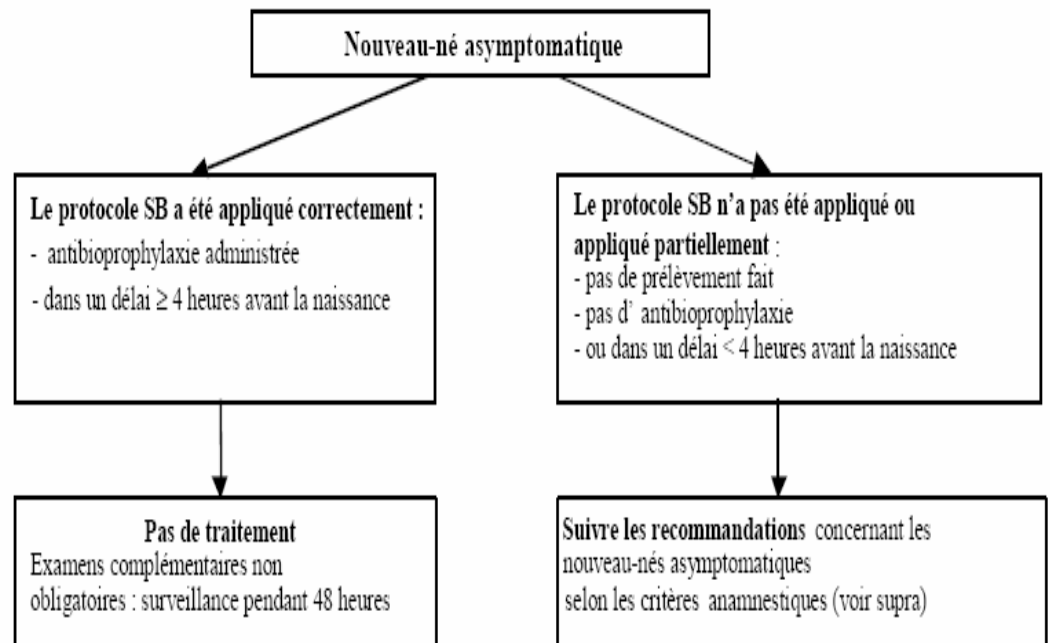 Nouveau-né asymptomatique
Le protocole SB a été appliqué correctement :
- antibioprophylaxie administrée
- dans un délai ≥ 4 heures avant la naissance
Le protocole SB n'a pas été appliqué ou
appliqué partiellement :
- pas de prélèvement fait
- pas d' antibioprophylaxie
- ou dans un délai < 4 heures avant la naissance
Pas de traitement
Examens complémentaires non
obligatoires : surveillance pendant 48 heures
Suivre les recommandations concernant les
nouveau-nés asymptomatiques
selon les critères anamnestiques (voir supra)